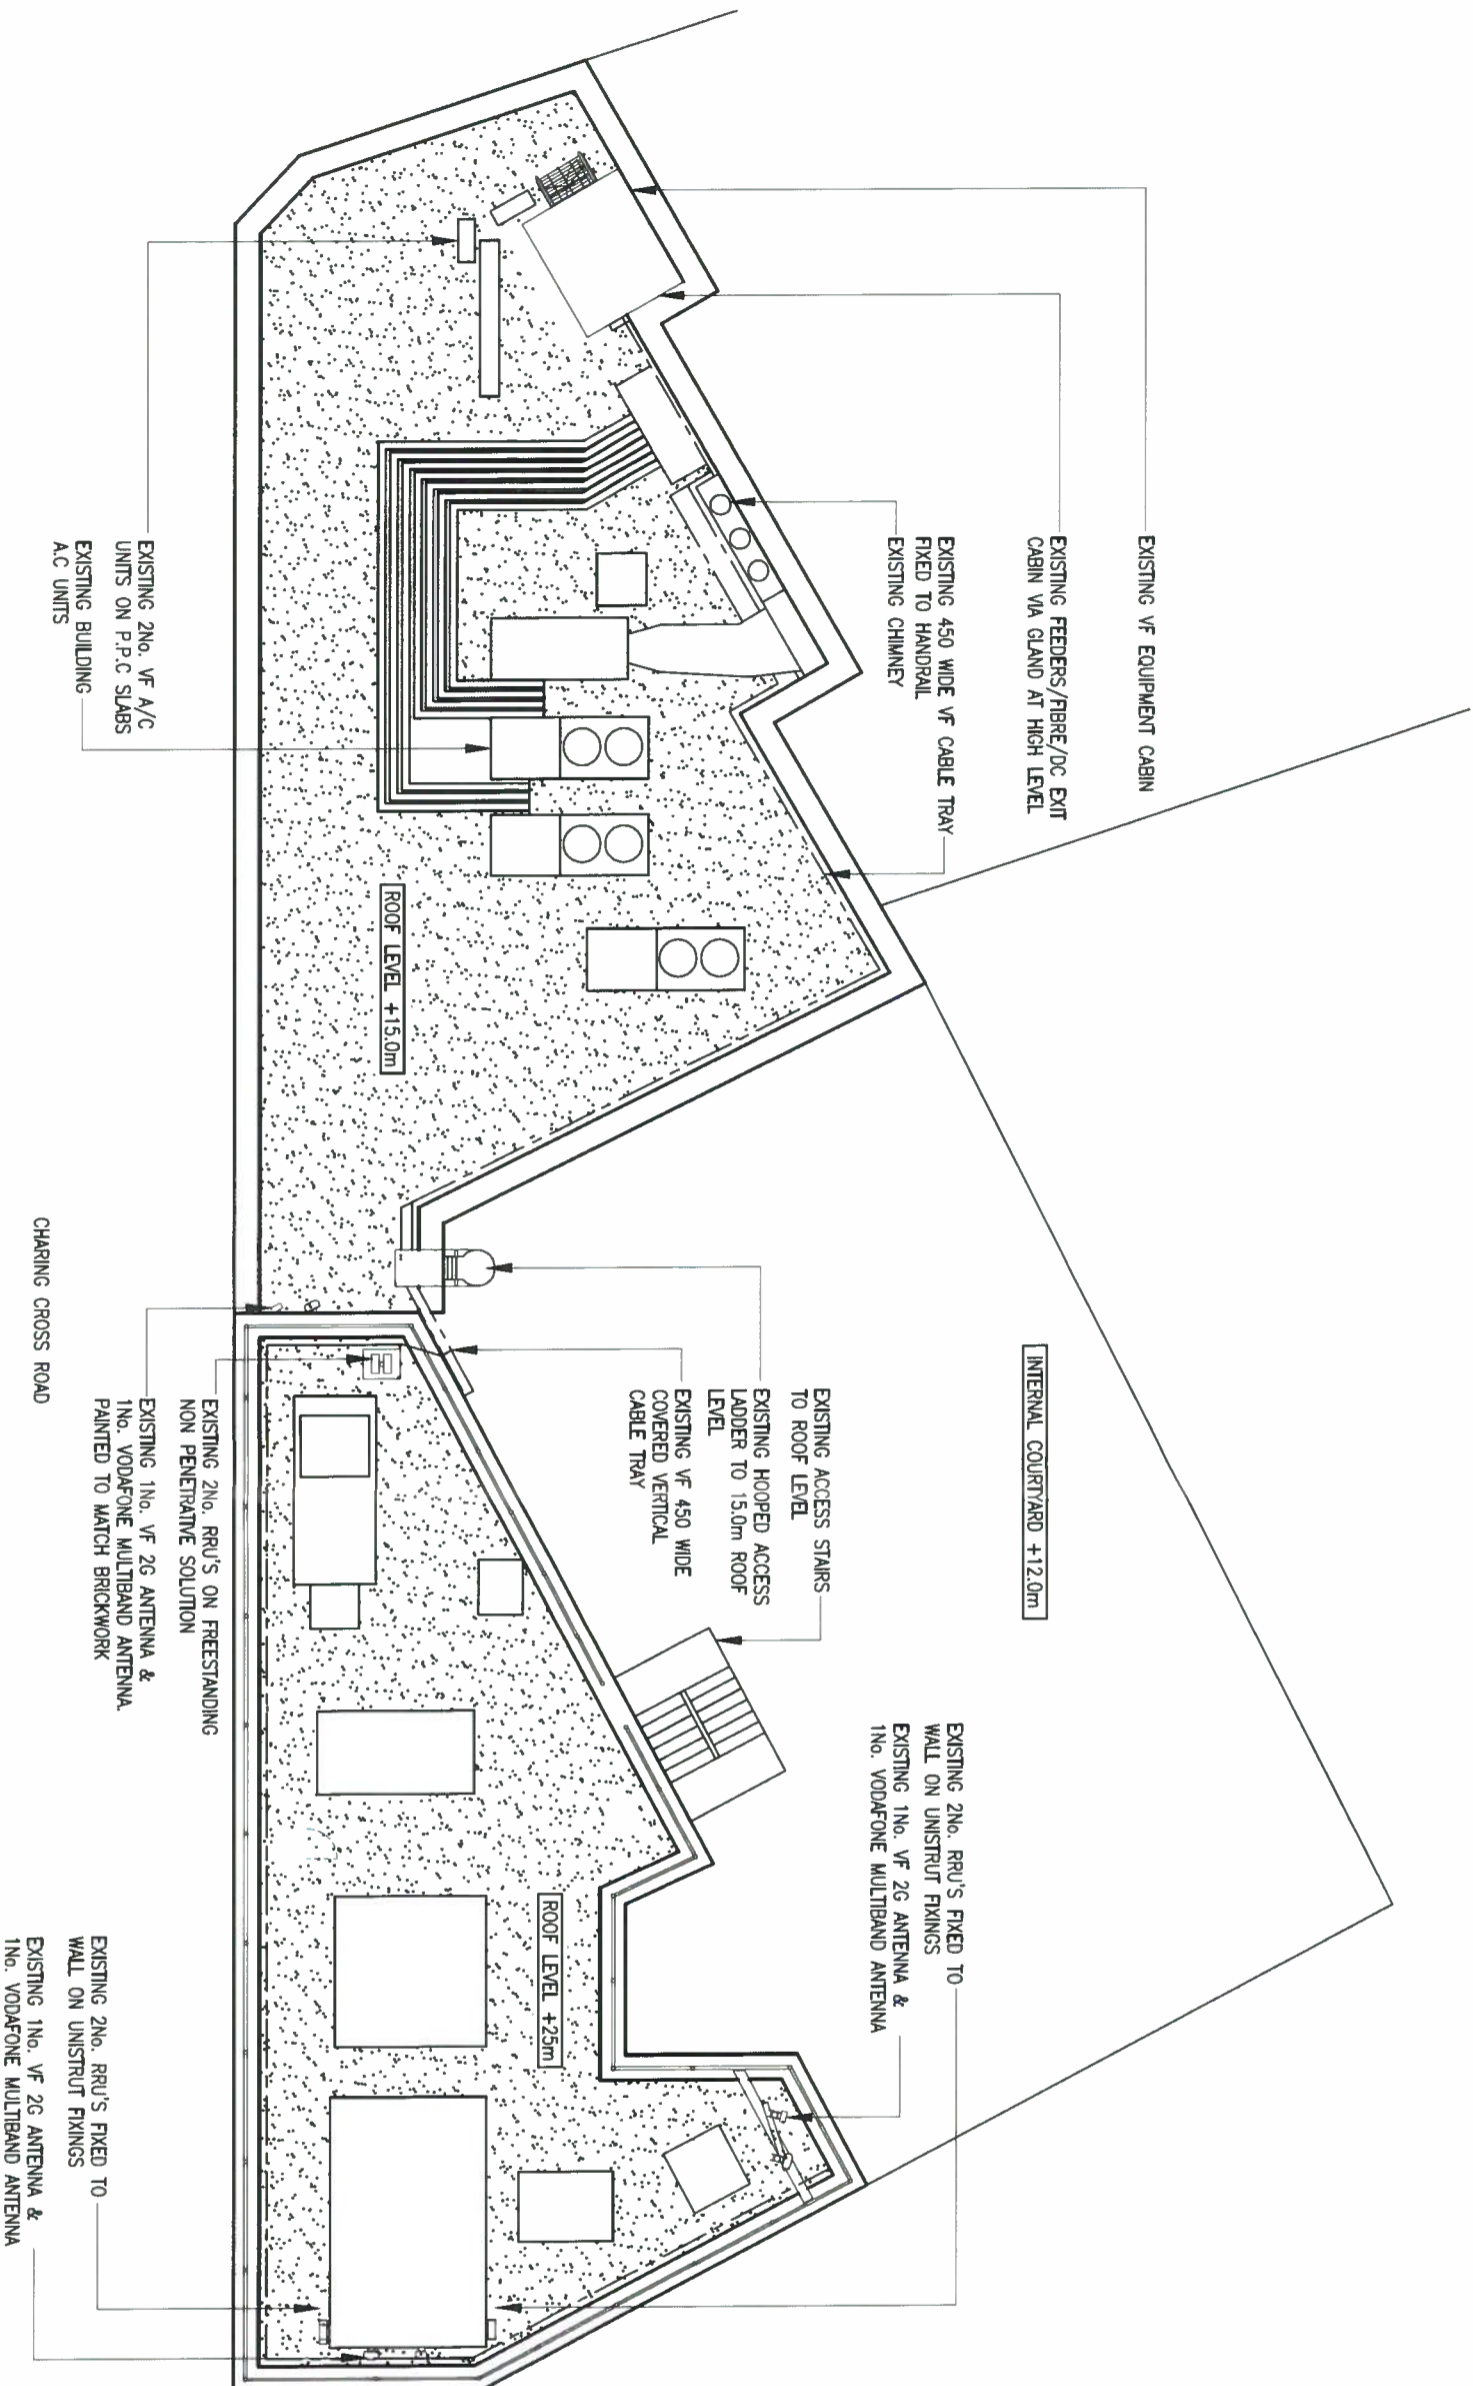 EXISTING VF EQUIPMENT CABIN
EXISTING FEEDERS/FIBRE/DC EXIT
CABIN VIA GLAND AT HIGH LEVEL
EXISTING 450 WIDE VF CABLE TRAY
FIXED TO HANDRAIL
EXISTING CHIMNEY
ROOF LEVEL +15.0m
EXISTING 2No. VF A/C
UNITS ON P.P.C SLABS
EXISTING BUILDING
A.C UNITS
INTERNAL COURTYARD +12.0m
EXISTING ACCESS STAIRS
TO ROOF LEVEL
EXISTING HOOPED ACCESS
LADDER TO 15.0m ROOF
LEVEL
EXISTING VF 450 WIDE
COVERED VERTICAL
CABLE TRAY
EXISTING 2No. RRU'S FIXED TO
WALL ON UNISTRUT FIXINGS
EXISTING 1No. VF 2G ANTENNA &
1No. VODAFONE MULTIBAND ANTENNA
ROOF LEVEL +25m
EXISTING 2No. RRU'S ON FREESTANDING
NON PENETRATIVE SOLUTION
EXISTING 1No. VF 2G ANTENNA &
1No. VODAFONE MULTIBAND ANTENNA.
PAINTED TO MATCH BRICKWORK
CHARING CROSS ROAD
EXISTING 2No. RRU'S FIXED TO
WALL ON UNISTRUT FIXINGS
EXISTING 1No. VF 2G ANTENNA &
1No. VODAFONE MULTIBAND ANTENNA